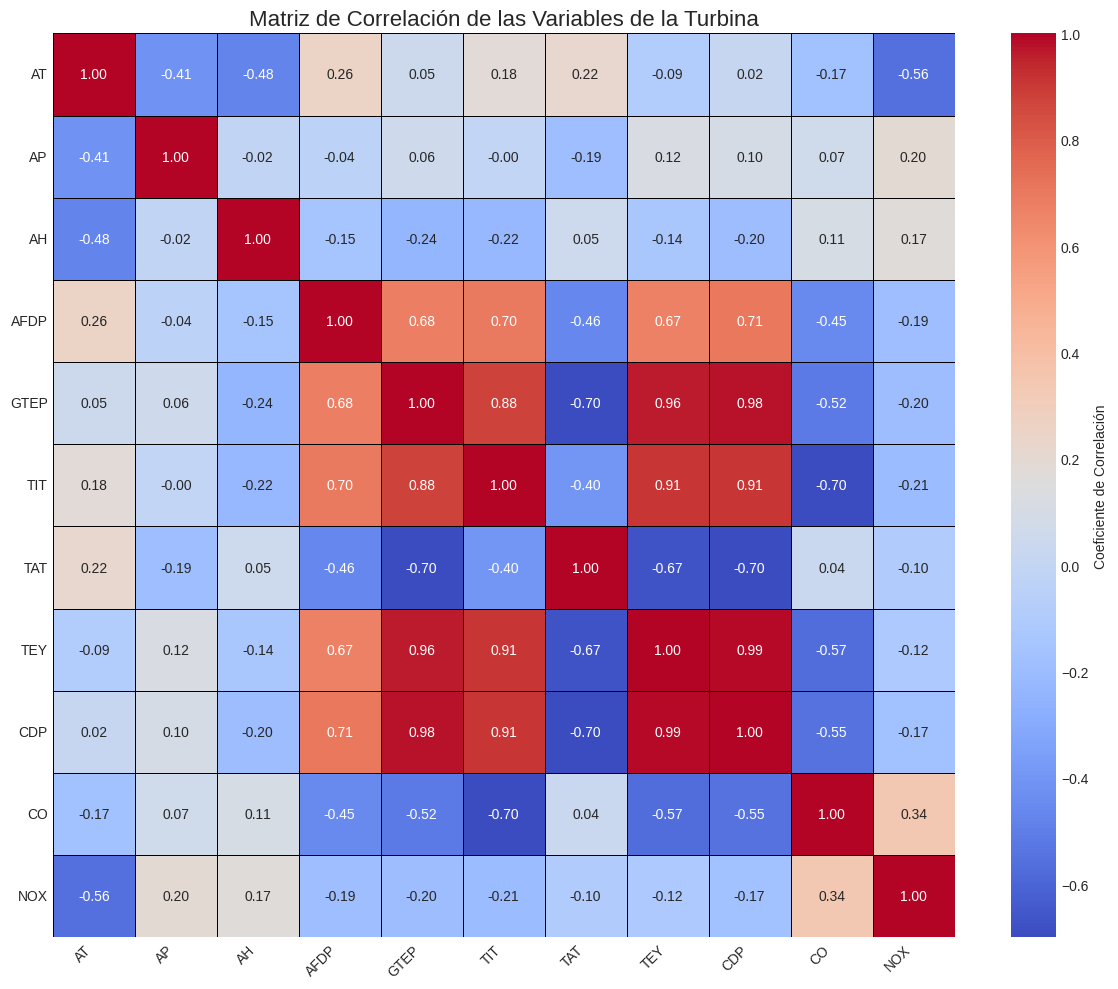 Matriz de Correlación de las Variables de la Turbina
AT 1.00 -0.41 -0.48 0.26 0.05 0.18 0.22 -0.09 0.02 -0.17 -0.56
AP -0.41 1.00 -0.02 -0.04 0.06 -0.00 -0.19 0.12 0.10 0.07 0.20
AH -0.48 -0.02 1.00 -0.15 -0.24 -0.22 0.05 -0.14 -0.20 0.11 0.17
AFDP 0.26 -0.04 -0.15 1.00 0.68 0.70 -0.46 0.67 0.71 -0.45 -0.19
GTEP 0.05 0.06 -0.24 0.68 1.00 0.88 -0.70 0.96 0.98 -0.52 -0.20
TIT 0.18 -0.00 -0.22 0.70 0.88 1.00 -0.40 0.91 0.91 -0.70 -0.21
TAT 0.22 -0.19 0.05 -0.46 -0.70 -0.40 1.00 -0.67 -0.70 0.04 -0.10
TEY -0.09 0.12 -0.14 0.67 0.96 0.91 -0.67 1.00 0.99 -0.57 -0.12
CDP 0.02 0.10 -0.20 0.71 0.98 0.91 -0.70 0.99 1.00 -0.55 -0.17
CO -0.17 0.07 0.11 -0.45 -0.52 -0.70 0.04 -0.57 -0.55 1.00 0.34
NOX -0.56 0.20 0.17 -0.19 -0.20 -0.21 -0.10 -0.12 -0.17 0.34 1.00
AT AP AH AFDP GTEP TIT TAT TEY CDP CO NOX
1.0
0.8
0.6
0.4
0.2
0.0
−0.2
−0.4
−0.6
Coeficiente de Correlación